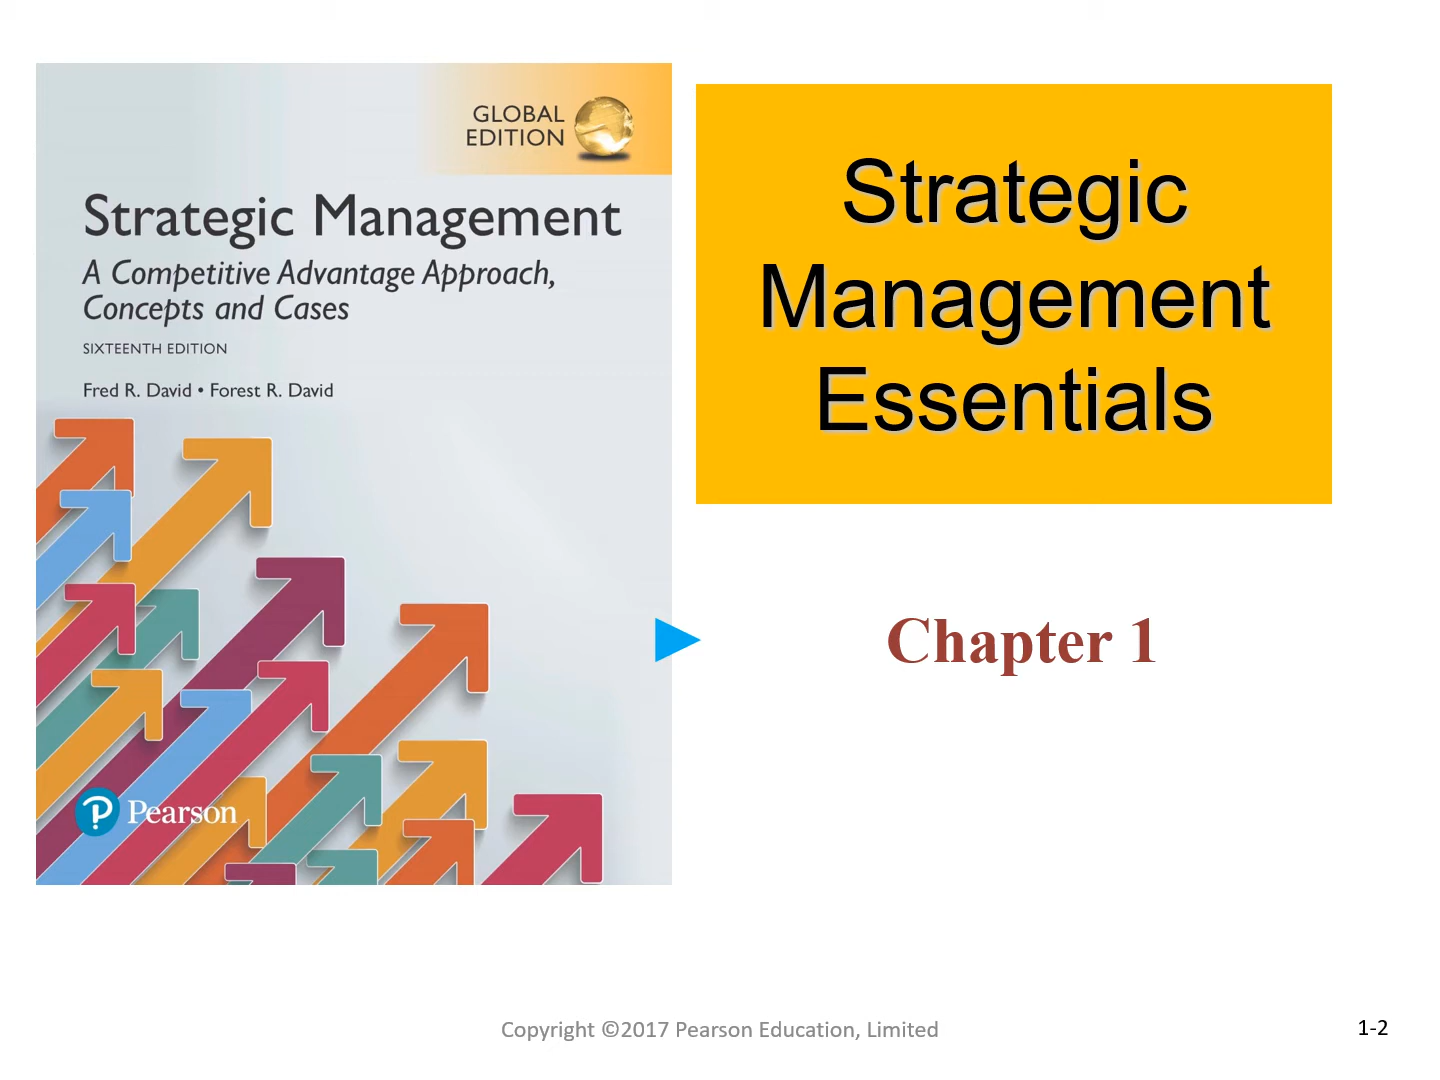 GLOBAL
EDITION
Strategic Management
A Competitive Advantage Approach,
Concepts and Cases
SIXTEENTH EDITION
Fred R. David • Forest R. David
Pearson
Strategic
Management
Essentials
Chapter 1
Copyright ©2017 Pearson Education, Limited
1-2